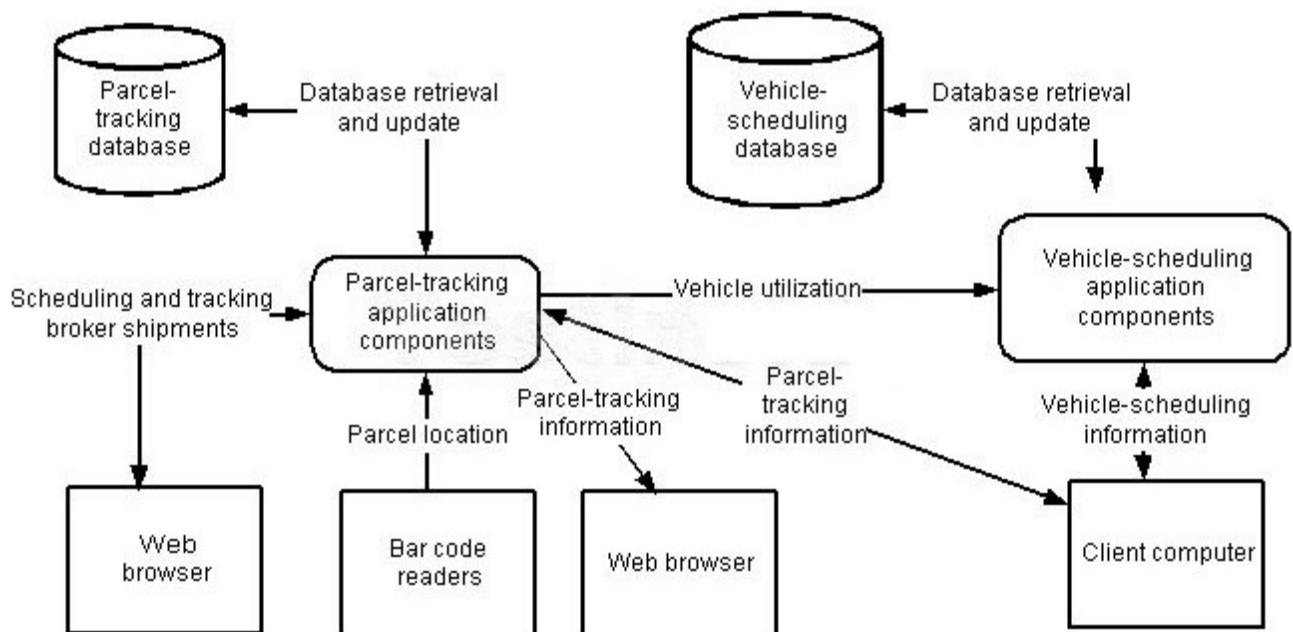 Parcel-
tracking
database
Database retrieval
and update
Vehicle-
scheduling
database
Database retrieval
and update
Scheduling and tracking
broker shipments
Parcel-tracking
application
components
Vehicle utilization
Vehicle-scheduling
application
components
Parcel location
Parcel-tracking
information
Parcel-
tracking
information
Vehicle-scheduling
information
Web
browser
Bar code
readers
Web browser
Client computer